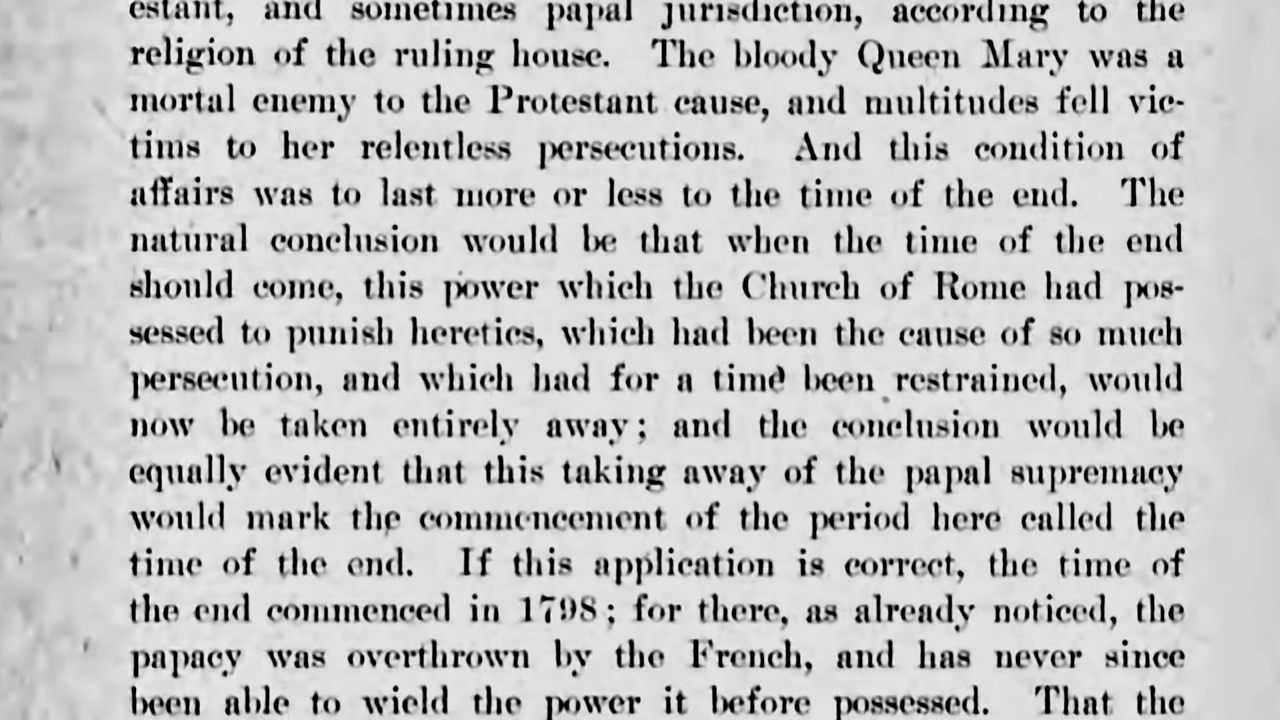 estant, and sometimes papal jurisdiction, according to the
religion of the ruling house. The bloody Queen Mary was a
mortal enemy to the Protestant cause, and multitudes fell vic-
tims to her relentless persecutions. And this condition of
affairs was to last more or less to the time of the end. The
natural conclusion would be that when the time of the end
should come, this power which the Church of Rome had pos-
sessed to punish heretics, which had been the cause of so much
persecution, and which had for a time been restrained, would
now be taken entirely away; and the conclusion would be
equally evident that this taking away of the papal supremacy
would mark the commencement of the period here called the
time of the end. If this application is correct, the time of
the end commenced in 1798; for there, as already noticed, the
papacy was overthrown by the French, and has never since
been able to wield the power it before possessed. That the